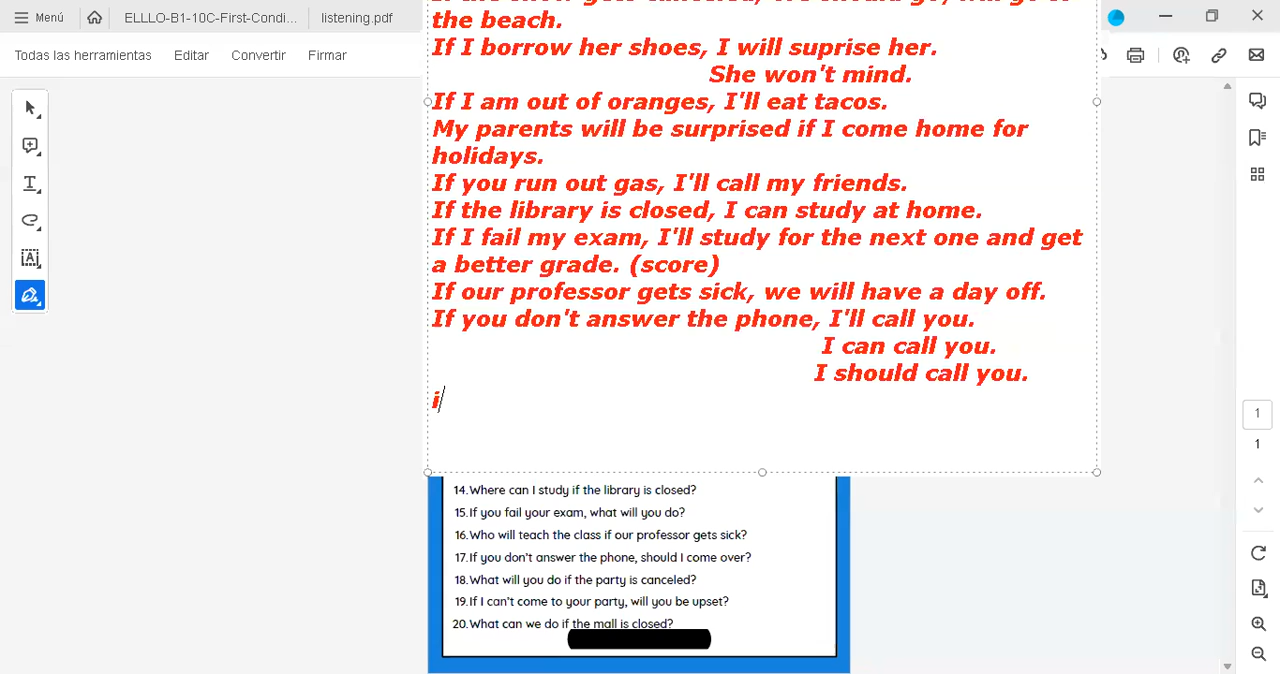 Menú
ELLLO-B1-10C-First-Condi...
listening.pdf
Todas las herramientas
Editar
Convertir
Firmar
the beach.
If I borrow her shoes, I will suprise her.
She won't mind.
If I am out of oranges, I'll eat tacos.
My parents will be surprised if I come home for
holidays.
If you run out gas, I'll call my friends.
If the library is closed, I can study at home.
If I fail my exam, I'll study for the next one and get
a better grade. (score)
If our professor gets sick, we will have a day off.
If you don't answer the phone, I'll call you.
I can call you.
I should call you.
i
1
1
14.Where can I study if the library is closed?
15.If you fail your exam, what will you do?
16.Who will teach the class if our professor gets sick?
17.If you don't answer the phone, should I come over?
18.What will you do if the party is canceled?
19.If I can't come to your party, will you be upset?
20.What can we do if the mall is closed?